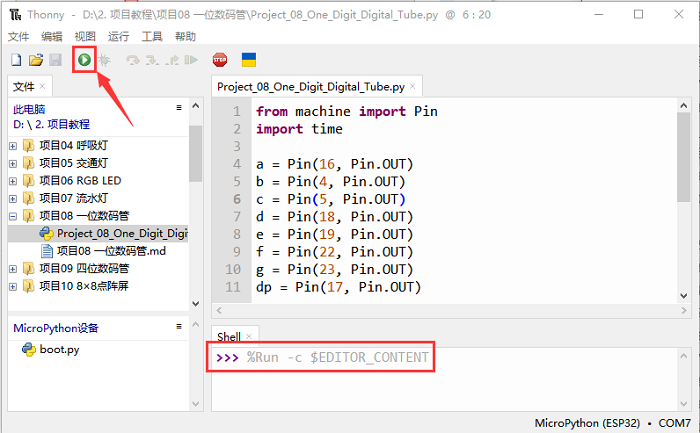 Thonny - D:\2. 项目教程\项目08 一位数码管\Project_08_One_Digit_Digital_Tube.py @ 6 : 20
文件 编辑 视图 运行 工具 帮助
STOP
文件 ×
此电脑
D: \ 2. 项目教程
项目04 呼吸灯
项目05 交通灯
项目06 RGB LED
项目07 流水灯
项目08 一位数码管
Project_08_One_Digit_Digit
项目08 一位数码管.md
项目09 四位数码管
项目10 8×8点阵屏
MicroPython设备
boot.py
Project_08_One_Digit_Digital_Tube.py ×
1 from machine import Pin
2 import time
3
4 a = Pin(16, Pin.OUT)
5 b = Pin(4, Pin.OUT)
6 c = Pin(5, Pin.OUT)
7 d = Pin(18, Pin.OUT)
8 e = Pin(19, Pin.OUT)
9 f = Pin(22, Pin.OUT)
10 g = Pin(23, Pin.OUT)
11 dp = Pin(17, Pin.OUT)
Shell ×
>>> %Run -c $EDITOR_CONTENT
MicroPython (ESP32) • COM7